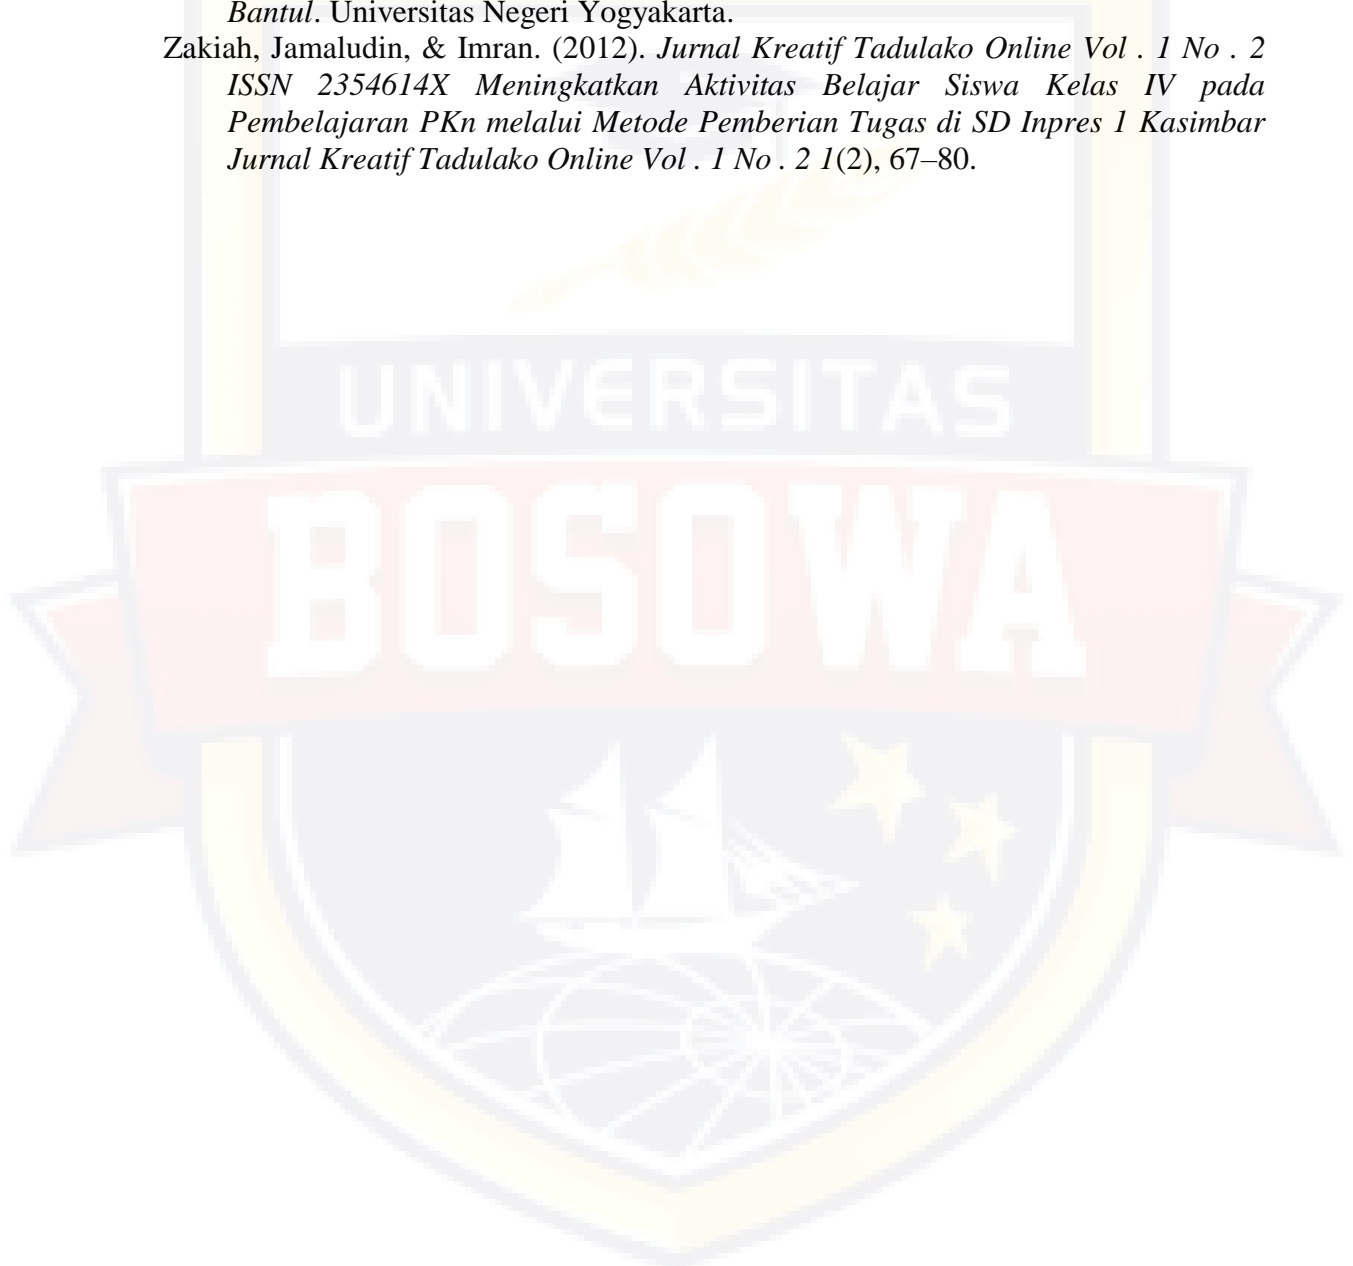 Bantul. Universitas Negeri Yogyakarta.
Zakiah, Jamaludin, & Imran. (2012). Jurnal Kreatif Tadulako Online Vol . 1 No . 2
ISSN 2354614X Meningkatkan Aktivitas Belajar Siswa Kelas IV pada
Pembelajaran PKn melalui Metode Pemberian Tugas di SD Inpres 1 Kasimbar
Jurnal Kreatif Tadulako Online Vol . 1 No . 2 1(2), 67–80.
UNIVERSITAS
BOSOWA